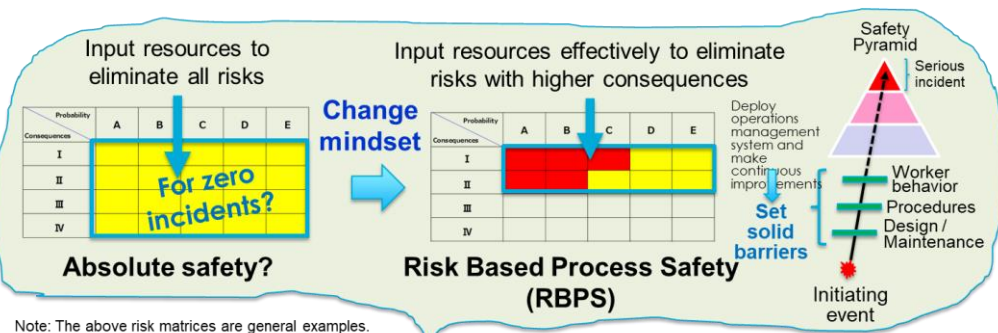 Input resources to
eliminate all risks
Probability
Consequences
A B C D E
I
II
III
IV
For zero
incidents?
Absolute safety?
Change
mindset
Input resources effectively to eliminate
risks with higher consequences
Probability
Consequences
A B C D E
I
II
III
IV
Risk Based Process Safety
(RBPS)
Deploy
operations
management
system and
make
continuous
improvements
Set
solid
barriers
Safety
Pyramid
Serious
incident
Worker
behavior
Procedures
Design /
Maintenance
Initiating
event
Note: The above risk matrices are general examples.